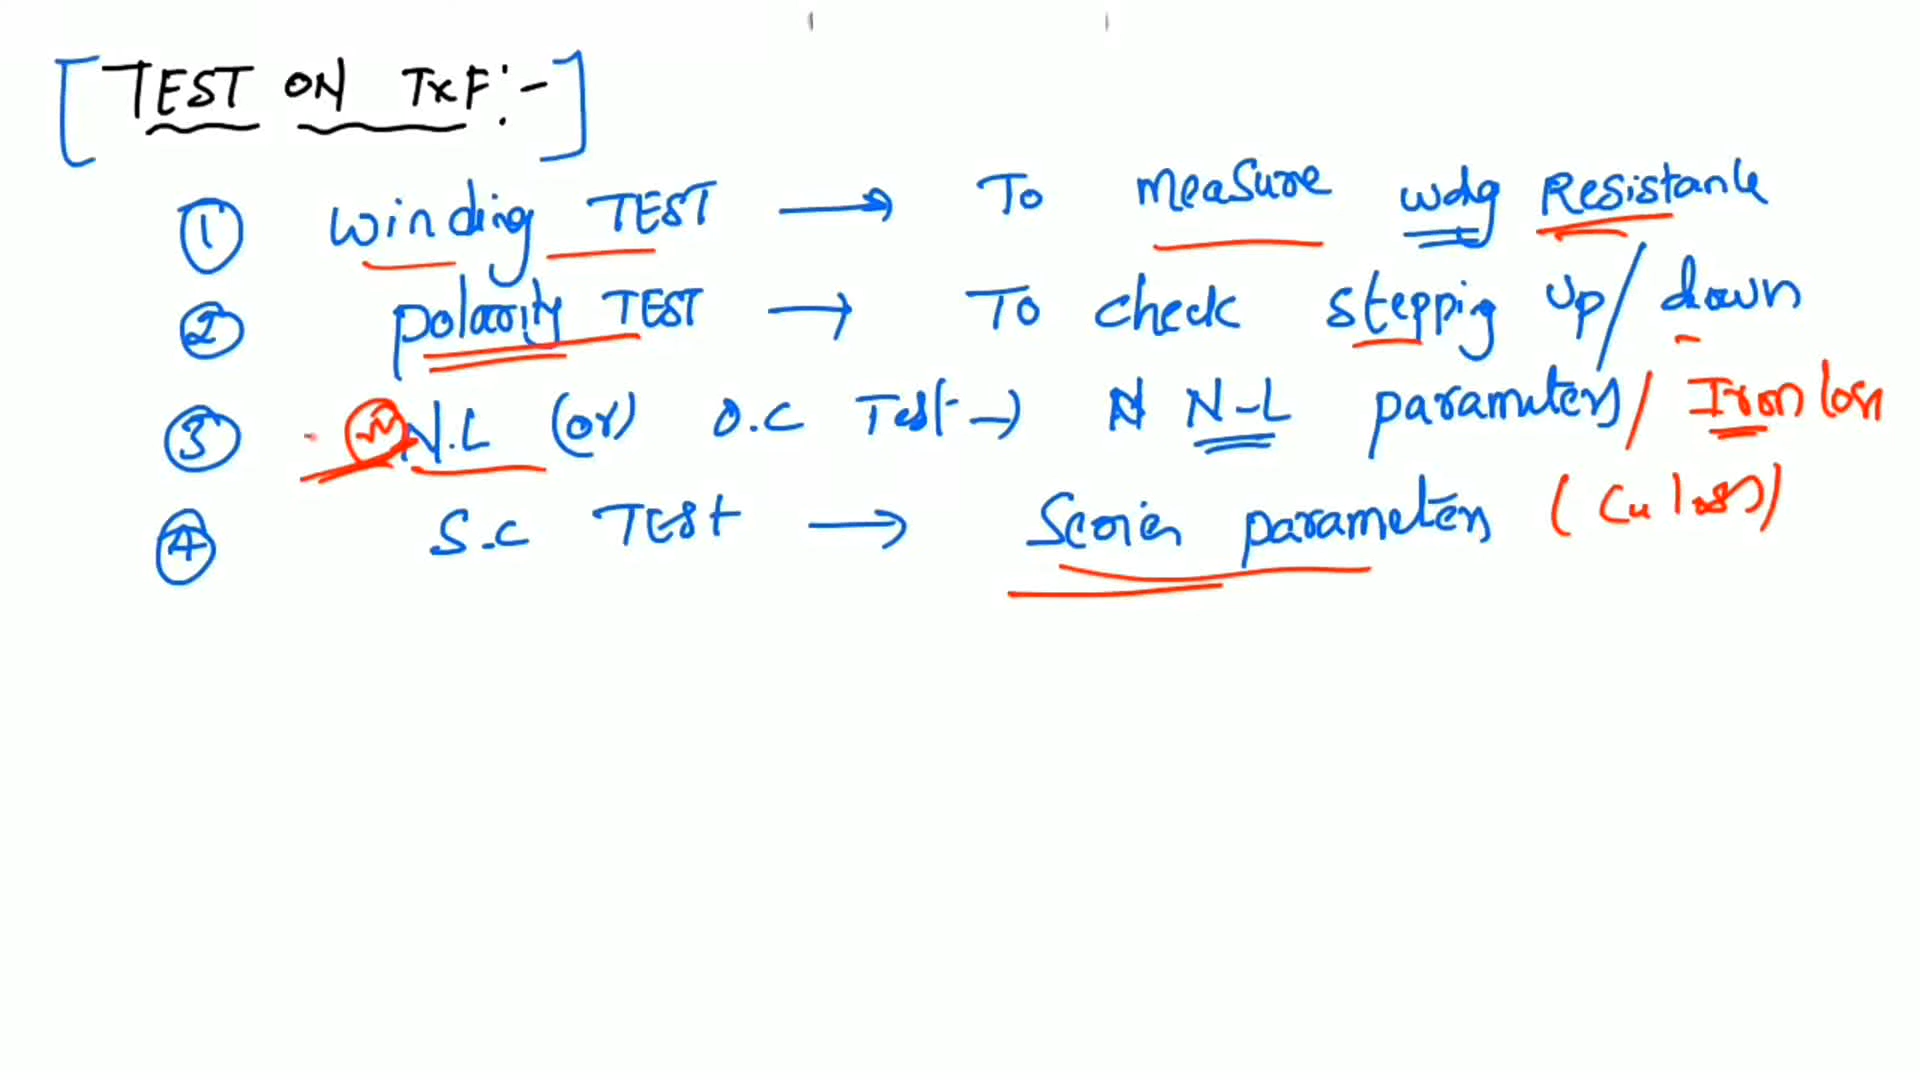 [TEST ON TxF:-]
① Winding TEST → To measure wdg Resistance
② polarity TEST → To check stepping up/down
③ N.L (or) O.C Test → N-L parameters/ Iron loss
④ S.C TEST → Series parameters (Cu loss)